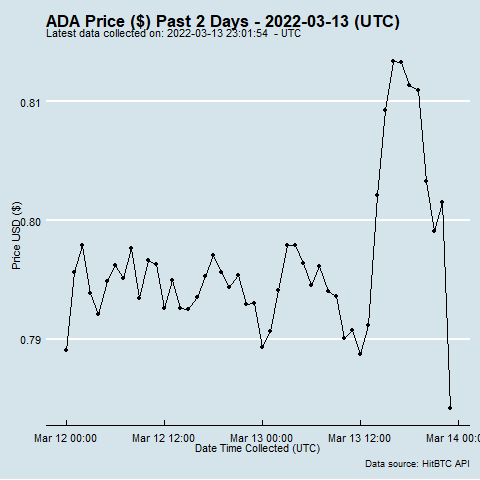 ADA Price ($) Past 2 Days - 2022-03-13 (UTC)
Latest data collected on: 2022-03-13 23:01:54 - UTC
Price USD ($)
0.81
0.80
0.79
Mar 12 00:00 Mar 12 12:00 Mar 13 00:00 Mar 13 12:00 Mar 14 00:00
Date Time Collected (UTC)
Data source: HitBTC API